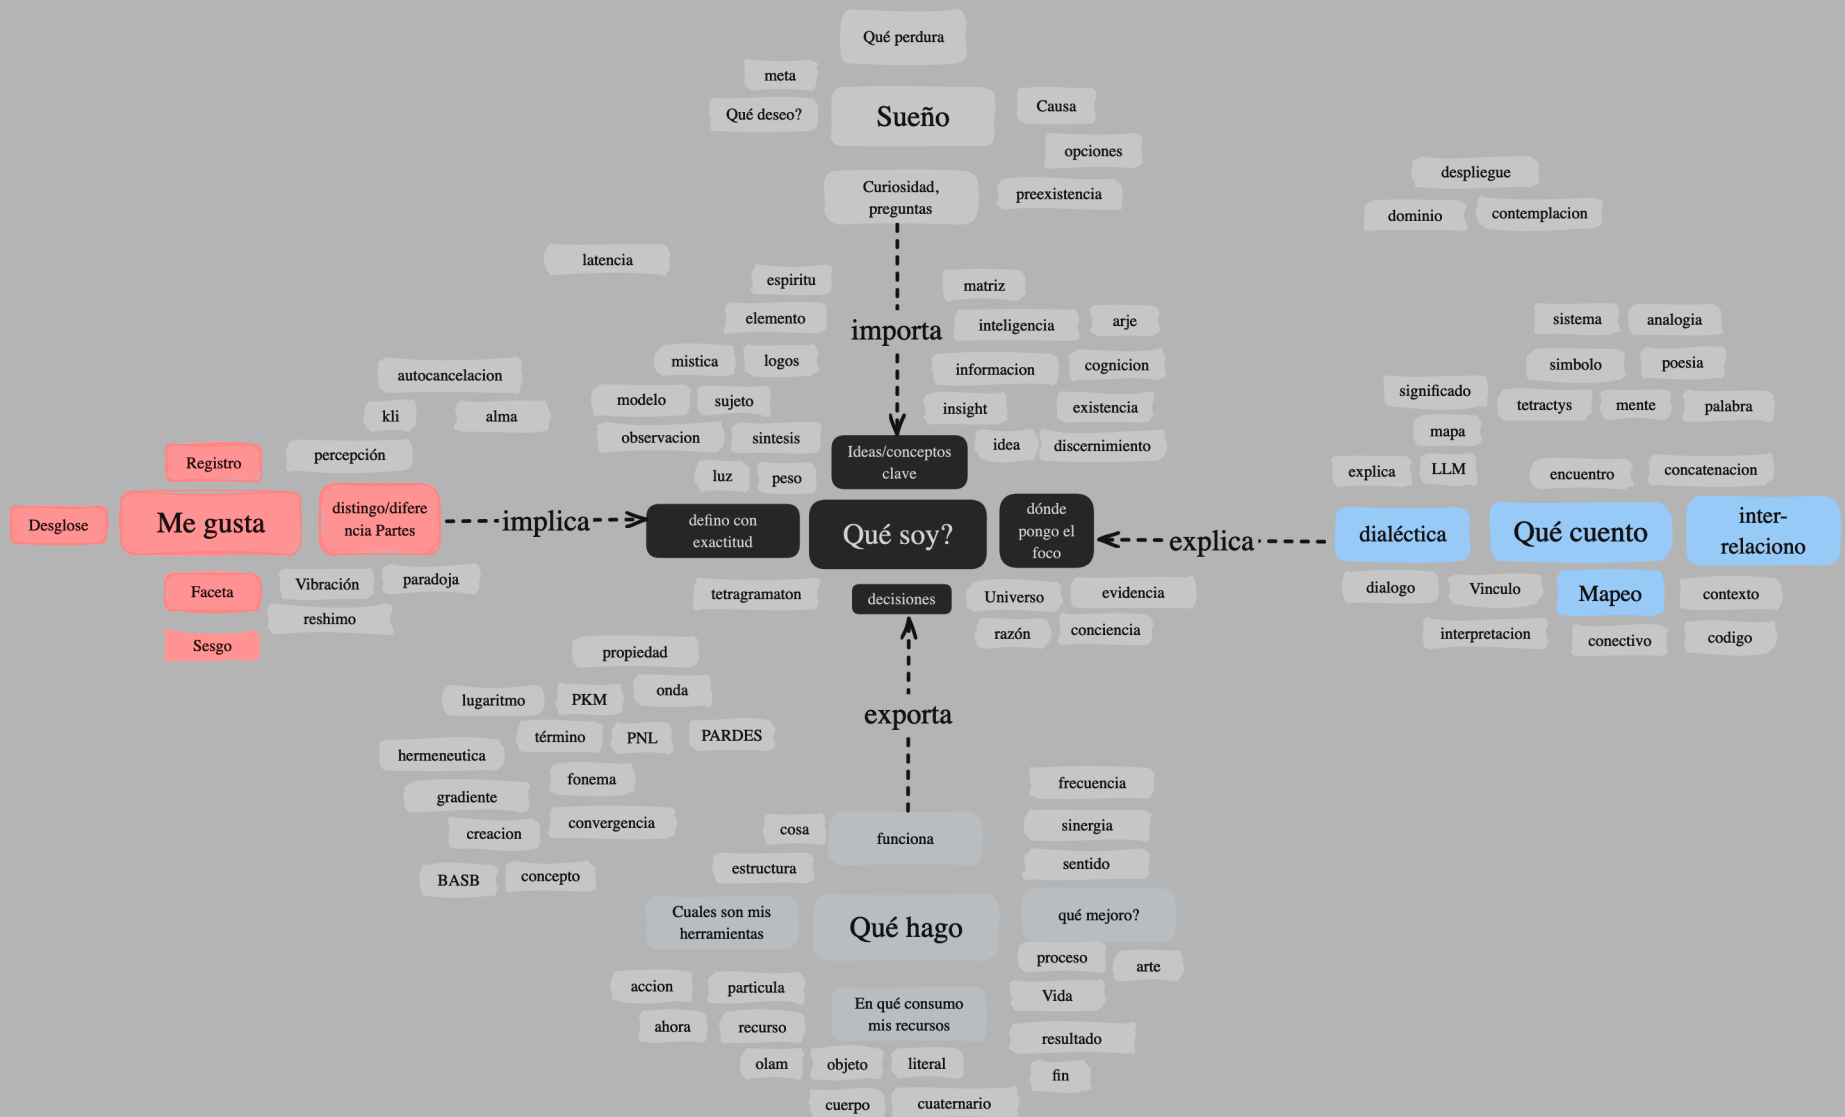 Qué perdura
meta
Qué deseo?
Sueño
Causa
opciones
Curiosidad,
preguntas
preexistencia
despliegue
dominio
contemplacion
latencia
espiritu
elemento
mistica
logos
modelo
sujeto
observacion
sintesis
luz
peso
importa
matriz
inteligencia
arje
informacion
cognicion
insight
existencia
idea
discernimiento
Ideas/conceptos
clave
sistema
analogia
simbolo
poesia
significado
tetractys
mente
palabra
mapa
explica
LLM
encuentro
concatenacion
autocancelacion
kli
alma
Registro
percepción
Desglose
Me gusta
distingo/difere
ncia Partes
implica
defino con
exactitud
Qué soy?
dónde
pongo el
foco
explica
dialéctica
Qué cuento
inter-
relaciono
Faceta
Vibración
paradoja
reshimo
Sesgo
tetragramaton
decisiones
Universo
evidencia
razón
conciencia
dialogo
Vinculo
Mapeo
contexto
interpretacion
conectivo
codigo
propiedad
lugaritmo
PKM
onda
término
PNL
PARDES
hermeneutica
fonema
gradiente
creacion
convergencia
BASB
concepto
exporta
cosa
funciona
estructura
frecuencia
sinergia
sentido
Cuales son mis
herramientas
Qué hago
qué mejoro?
proceso
arte
Vida
resultado
fin
accion
particula
En qué consumo
mis recursos
ahora
recurso
olam
objeto
literal
cuerpo
cuaternario